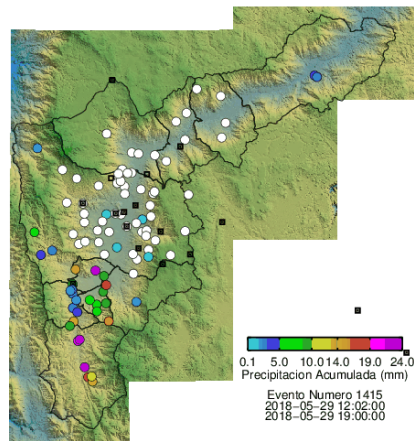 0.1 5.0 10.0 14.0 19.0 24.0
Precipitacion Acumulada (mm)
Evento Numero 1415
2018-05-29 12:02:00
2018-05-29 19:00:00